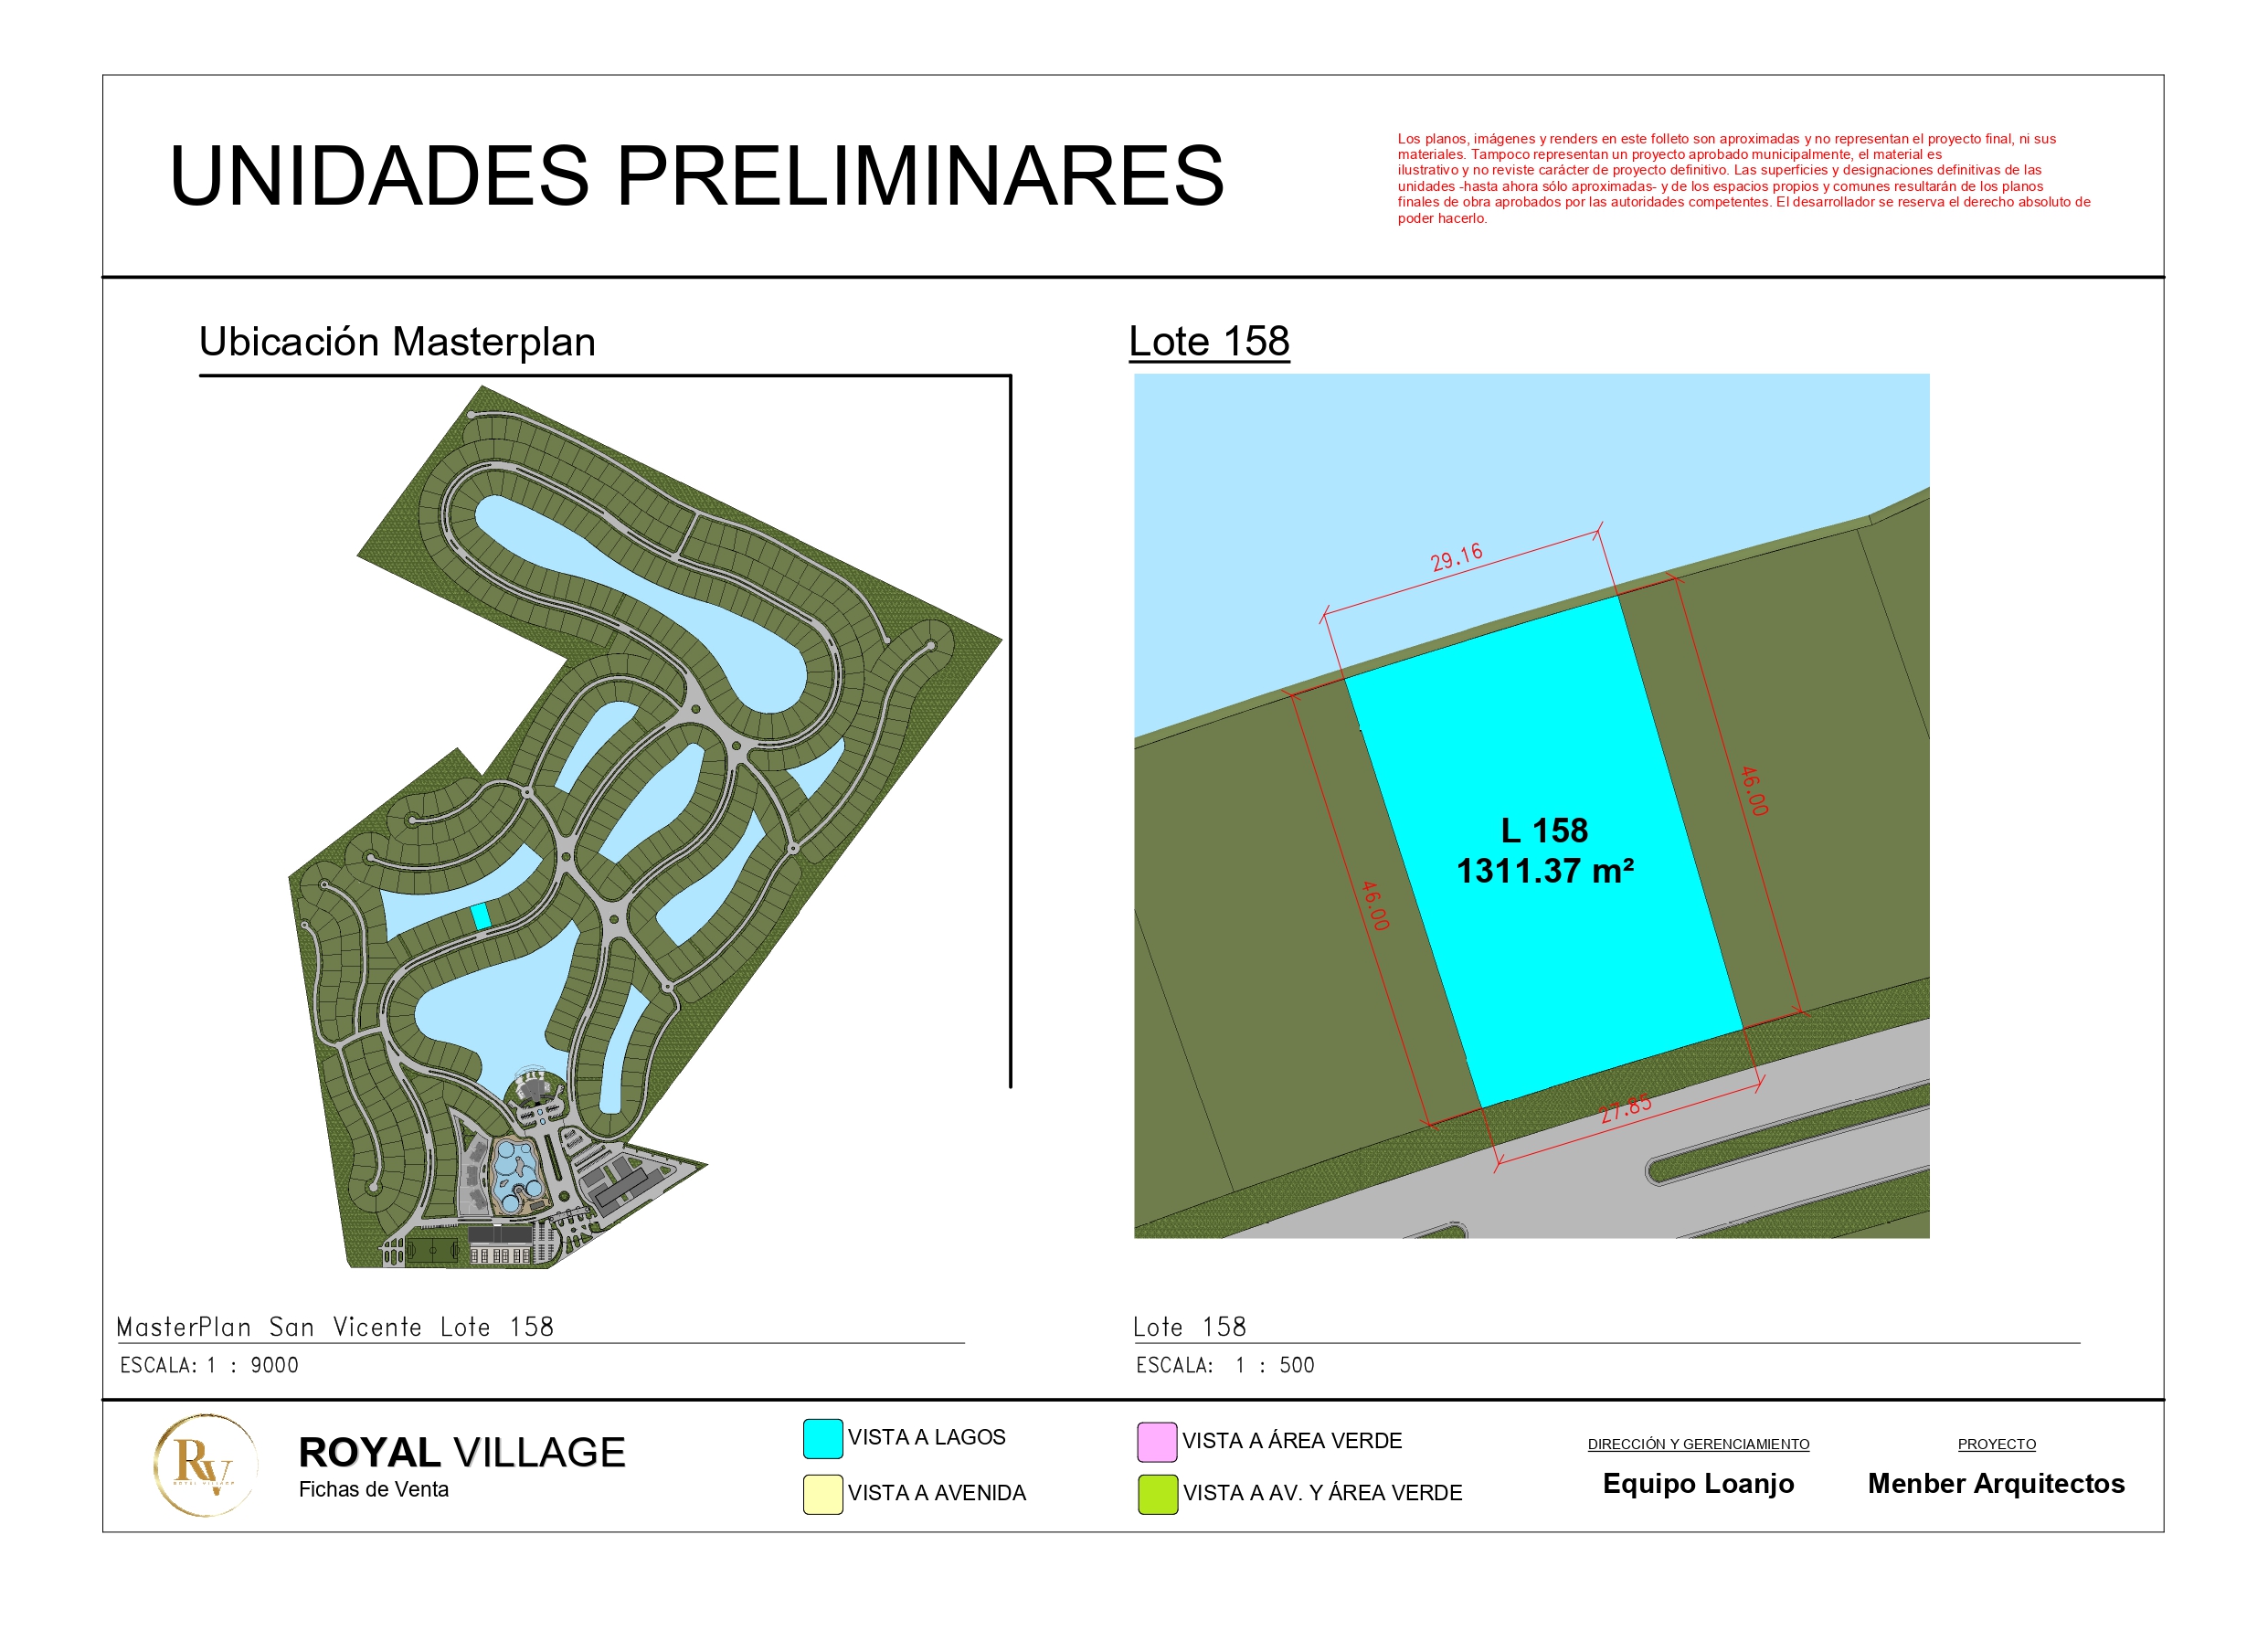 UNIDADES PRELIMINARES
Los planos, imágenes y renders en este folleto son aproximadas y no representan el proyecto final, ni sus
materiales. Tampoco representan un proyecto aprobado municipalmente, el material es
ilustrativo y no reviste carácter de proyecto definitivo. Las superficies y designaciones definitivas de las
unidades -hasta ahora sólo aproximadas- y de los espacios propios y comunes resultarán de los planos
finales de obra aprobados por las autoridades competentes. El desarrollador se reserva el derecho absoluto de
poder hacerlo.
Ubicación Masterplan
Lote 158
29.16
46.00
46.00
27.85
L 158
1311.37 m²
MasterPlan San Vicente Lote 158
ESCALA: 1 : 9000
Lote 158
ESCALA: 1 : 500
RV
ROYAL VILLAGE
ROYAL VILLAGE
Fichas de Venta
VISTA A LAGOS
VISTA A AVENIDA
VISTA A ÁREA VERDE
VISTA A AV. Y ÁREA VERDE
DIRECCIÓN Y GERENCIAMIENTO
Equipo Loanjo
PROYECTO
Menber Arquitectos